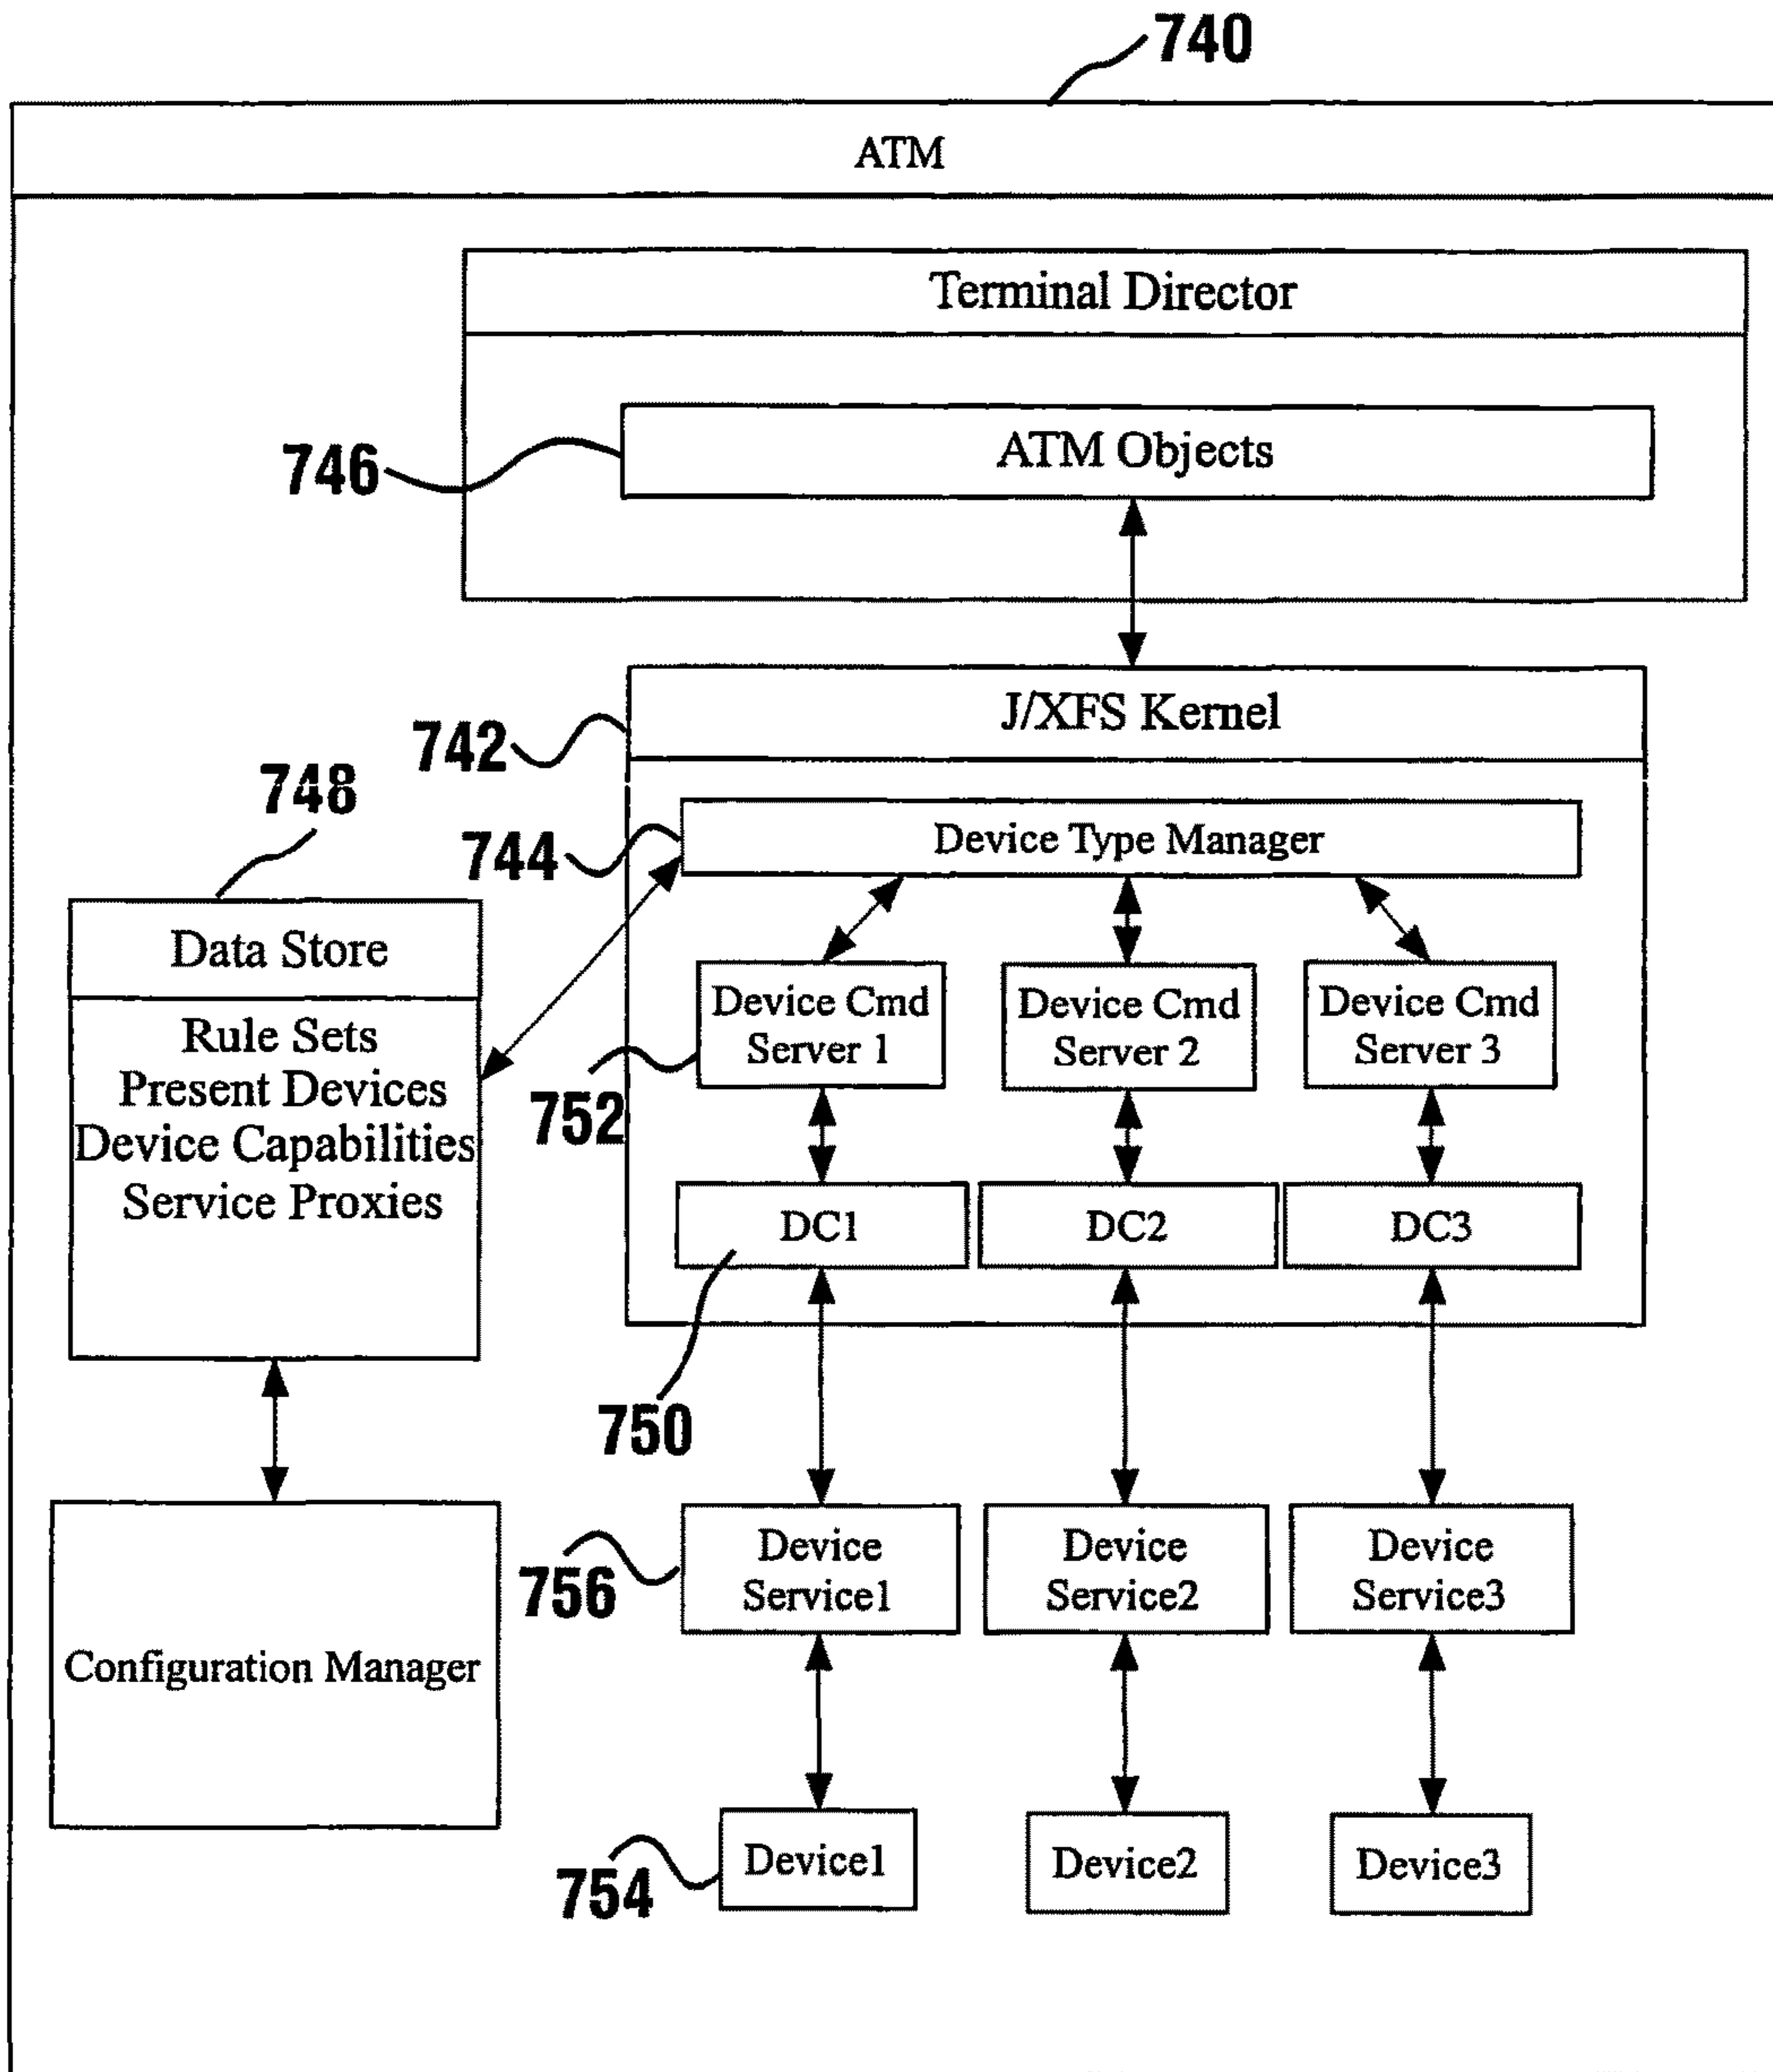 740
ATM
Terminal Director
ATM Objects
746
J/XFS Kernel
742
748
Device Type Manager
744
Data Store
Rule Sets
Present Devices
Device Capabilities
Service Proxies
Device Cmd
Server 1
Device Cmd
Server 2
Device Cmd
Server 3
752
DC1
DC2
DC3
750
Device
Service1
Device
Service2
Device
Service3
756
Configuration Manager
Device1
Device2
Device3
754